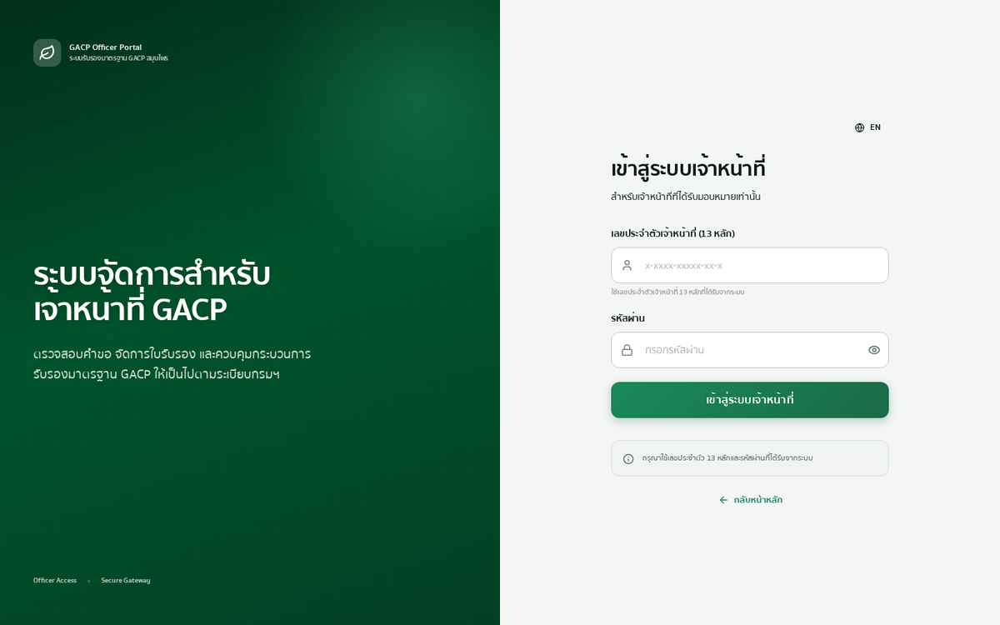 GACP Officer Portal
ระบบรับรองมาตรฐาน GACP สมุนไพร
ระบบจัดการสำหรับ
เจ้าหน้าที่ GACP
ตรวจสอบคำขอ จัดการใบรับรอง และควบคุมกระบวนการ
รับรองมาตรฐาน GACP ให้เป็นไปตามระเบียบกรมฯ
Officer Access
Secure Gateway
EN
เข้าสู่ระบบเจ้าหน้าที่
สำหรับเจ้าหน้าที่ที่ได้รับมอบหมายเท่านั้น
เลขประจำตัวเจ้าหน้าที่ (13 หลัก)
x-xxxx-xxxxx-xx-x
ใช้เลขประจำตัวเจ้าหน้าที่ 13 หลักที่ได้รับจากระบบ
รหัสผ่าน
กรอกรหัสผ่าน
เข้าสู่ระบบเจ้าหน้าที่
กรุณาใช้เลขประจำตัว 13 หลักและรหัสผ่านที่ได้รับจากระบบ
กลับหน้าหลัก